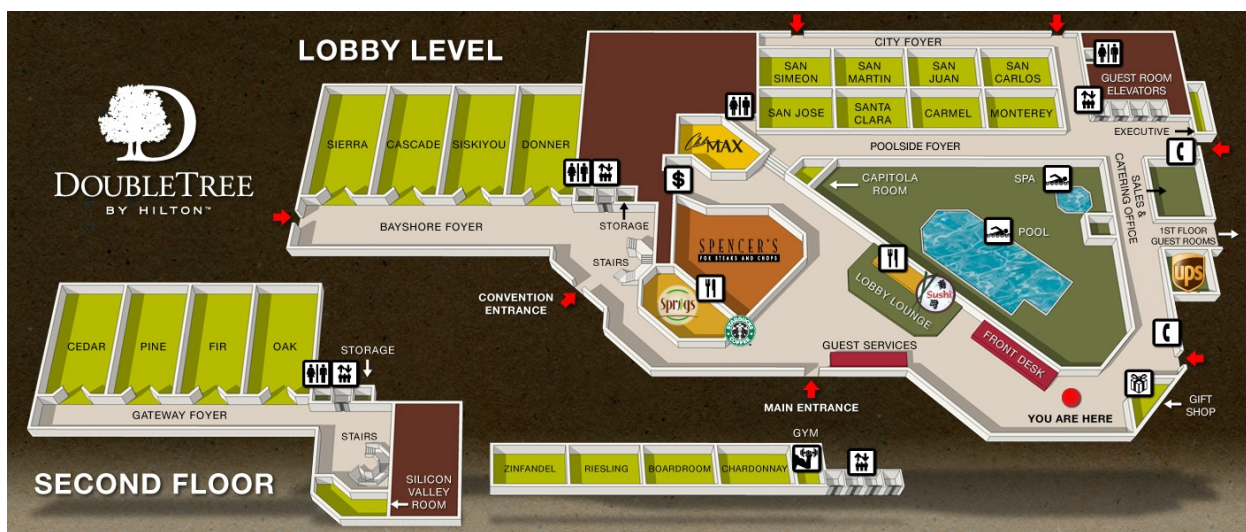 LOBBY LEVEL
DOUBLETREE
BY HILTON™
SIERRA
CASCADE
SISKIYOU
DONNER
BAYSHORE FOYER
STORAGE
STAIRS
CONVENTION
ENTRANCE
CITY FOYER
SAN
SIMEON
SAN
MARTIN
SAN
JUAN
SAN
CARLOS
SAN JOSE
SANTA
CLARA
CARMEL
MONTEREY
GUEST ROOM
ELEVATORS
EXECUTIVE
POOLSIDE FOYER
MAX
$
CAPITOLA
ROOM
SPA
POOL
SALES &
CATERING OFFICE
1ST FLOOR
GUEST ROOMS
ups
SPENCER'S
FOR STEAKS AND CHOPS
Sprigs
STARBUCKS
COFFEE
LOBBY LOUNGE
Sushi
GUEST SERVICES
FRONT DESK
MAIN ENTRANCE
YOU ARE HERE
GIFT
SHOP
CEDAR
PINE
FIR
OAK
STORAGE
GATEWAY FOYER
STAIRS
SILICON
VALLEY
ROOM
SECOND FLOOR
GYM
ZINFANDEL
RIESLING
BOARDROOM
CHARDONNAY